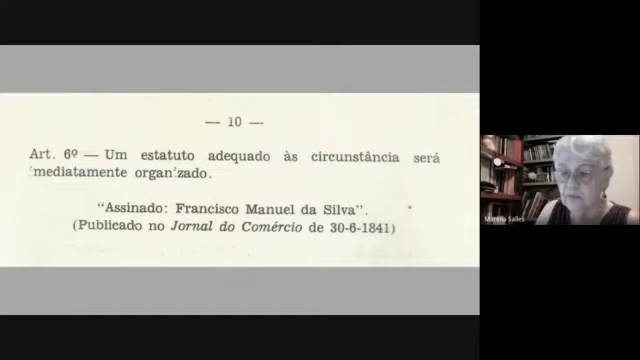 — 10 —
Art. 6º — Um estatuto adequado às circunstância será
'mediatamente organ'zado.
"Assinado: Francisco Manuel da Silva".
(Publicado no Jornal do Comércio de 30-6-1841)
Marena Salles